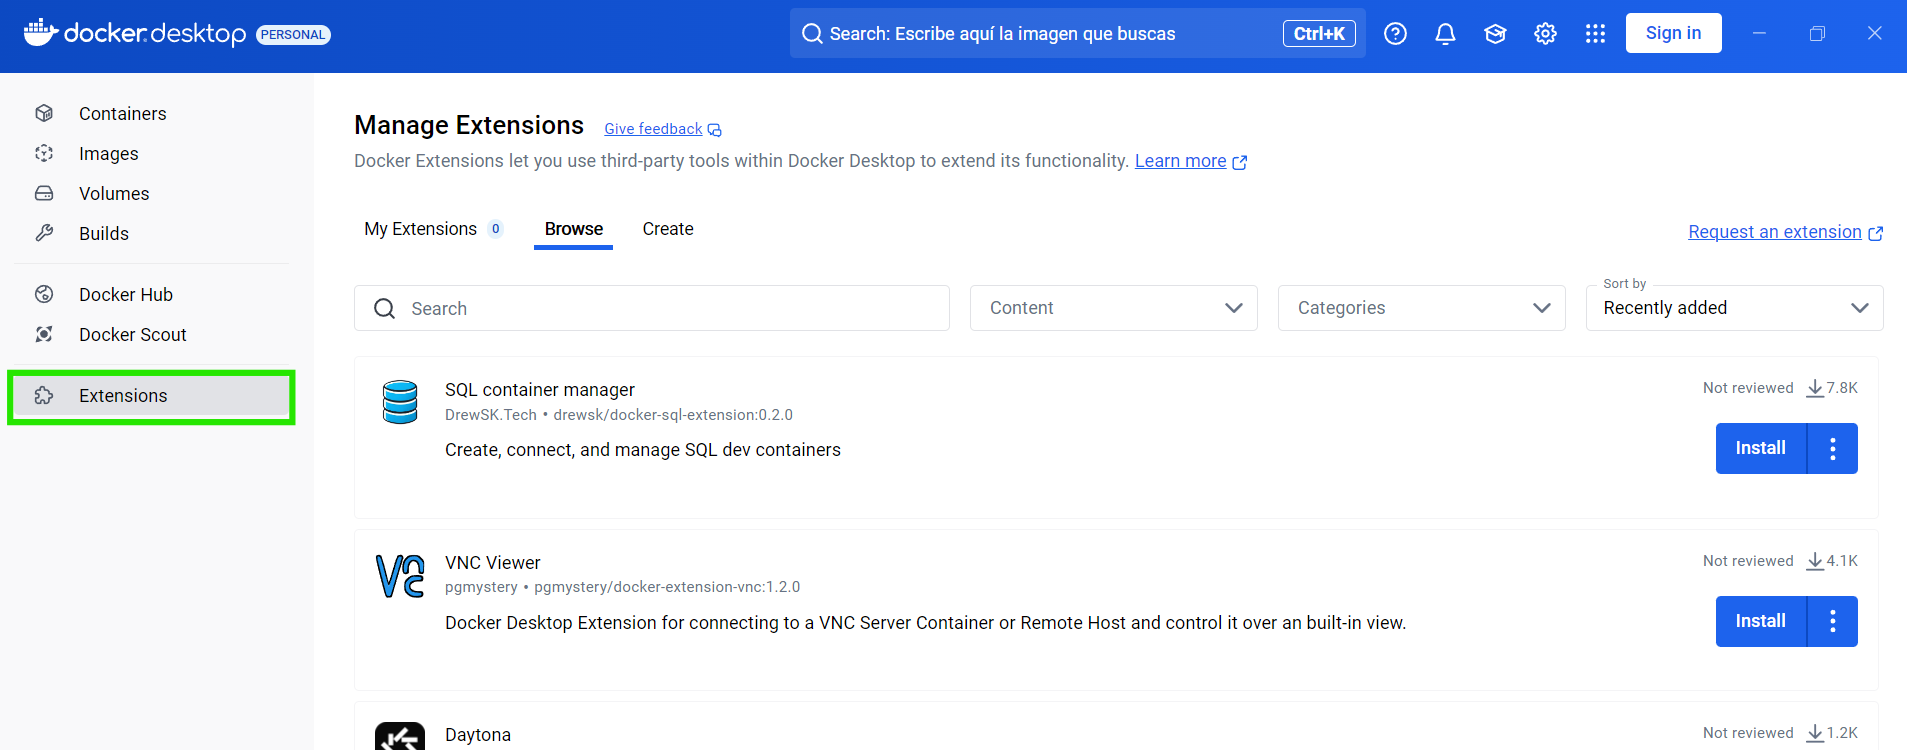 docker.desktop PERSONAL
Search: Escribe aquí la imagen que buscas Ctrl+K
Sign in
Containers
Images
Volumes
Builds
Docker Hub
Docker Scout
Extensions
Manage Extensions Give feedback
Docker Extensions let you use third-party tools within Docker Desktop to extend its functionality. Learn more
My Extensions 0 Browse Create
Request an extension
Search
Content
Categories
Sort by
Recently added
SQL container manager
DrewSK.Tech • drewsk/docker-sql-extension:0.2.0
Create, connect, and manage SQL dev containers
Not reviewed 7.8K
Install
VNC
VNC Viewer
pgmystery • pgmystery/docker-extension-vnc:1.2.0
Docker Desktop Extension for connecting to a VNC Server Container or Remote Host and control it over an built-in view.
Not reviewed 4.1K
Install
Daytona
Not reviewed 1.2K